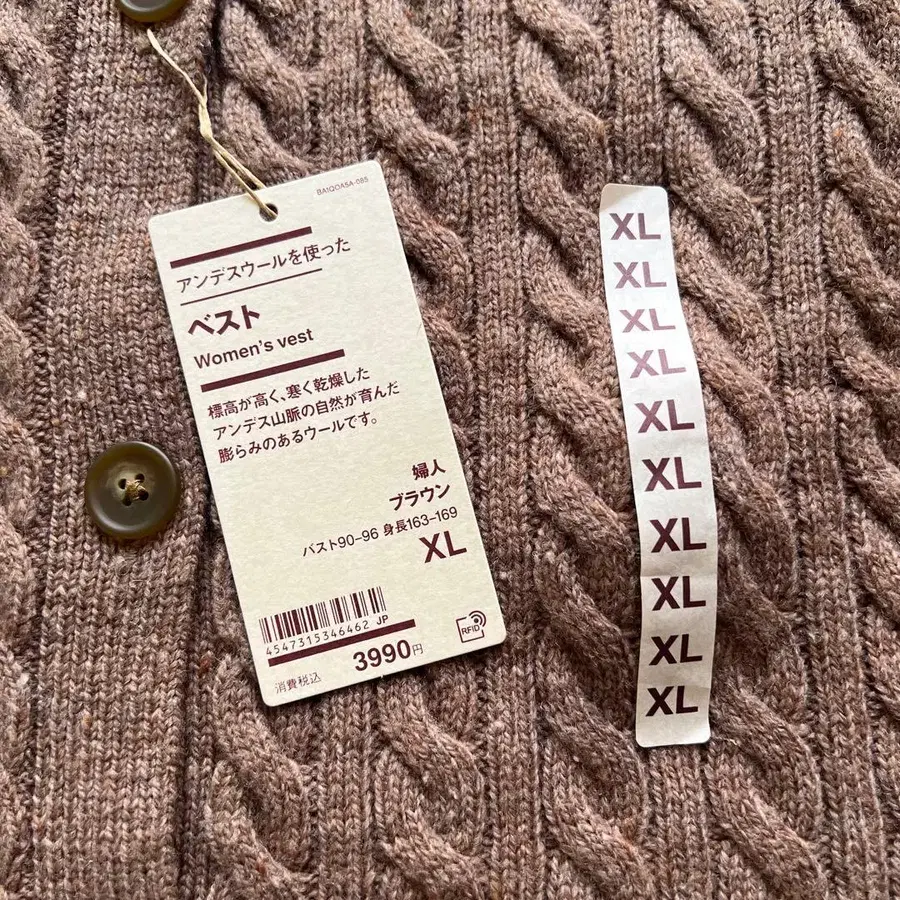 BA1QOA5A-065
アンデスウールを使った
ベスト
Women's vest
標高が高く、寒く乾燥した
アンデス山脈の自然が育んだ
膨らみのあるウールです。
婦人
ブラウン
バスト90-96 身長163-169
XL
4547315346462 JP
3990円
消費税込
RFID
XL
XL
XL
XL
XL
XL
XL
XL
XL
XL